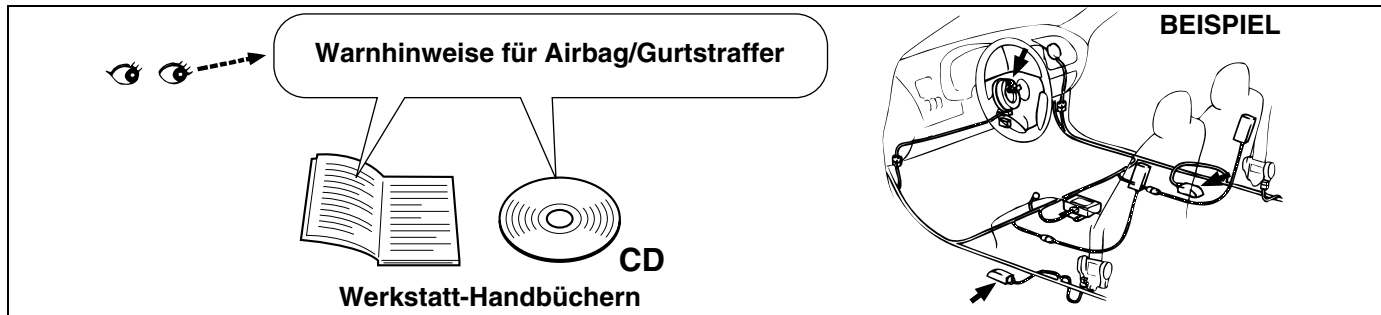 Warnhinweise für Airbag/Gurtstraffer
BEISPIEL
CD
Werkstatt-Handbüchern